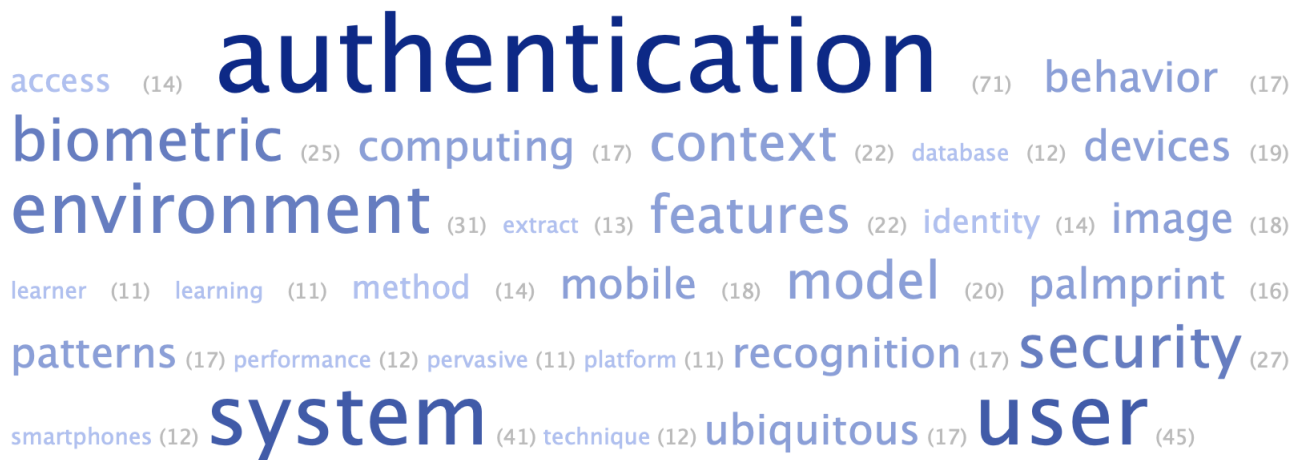 access (14) authentication (71) behavior (17)
biometric (25) computing (17) context (22) database (12) devices (19)
environment (31) extract (13) features (22) identity (14) image (18)
learner (11) learning (11) method (14) mobile (18) model (20) palmprint (16)
patterns (17) performance (12) pervasive (11) platform (11) recognition (17) security (27)
smartphones (12) system (41) technique (12) ubiquitous (17) user (45)